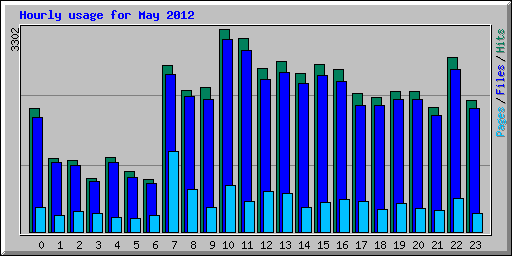 Hourly usage for May 2012
3302
Pages / Files / Hits
0 1 2 3 4 5 6 7 8 9 10 11 12 13 14 15 16 17 18 19 20 21 22 23